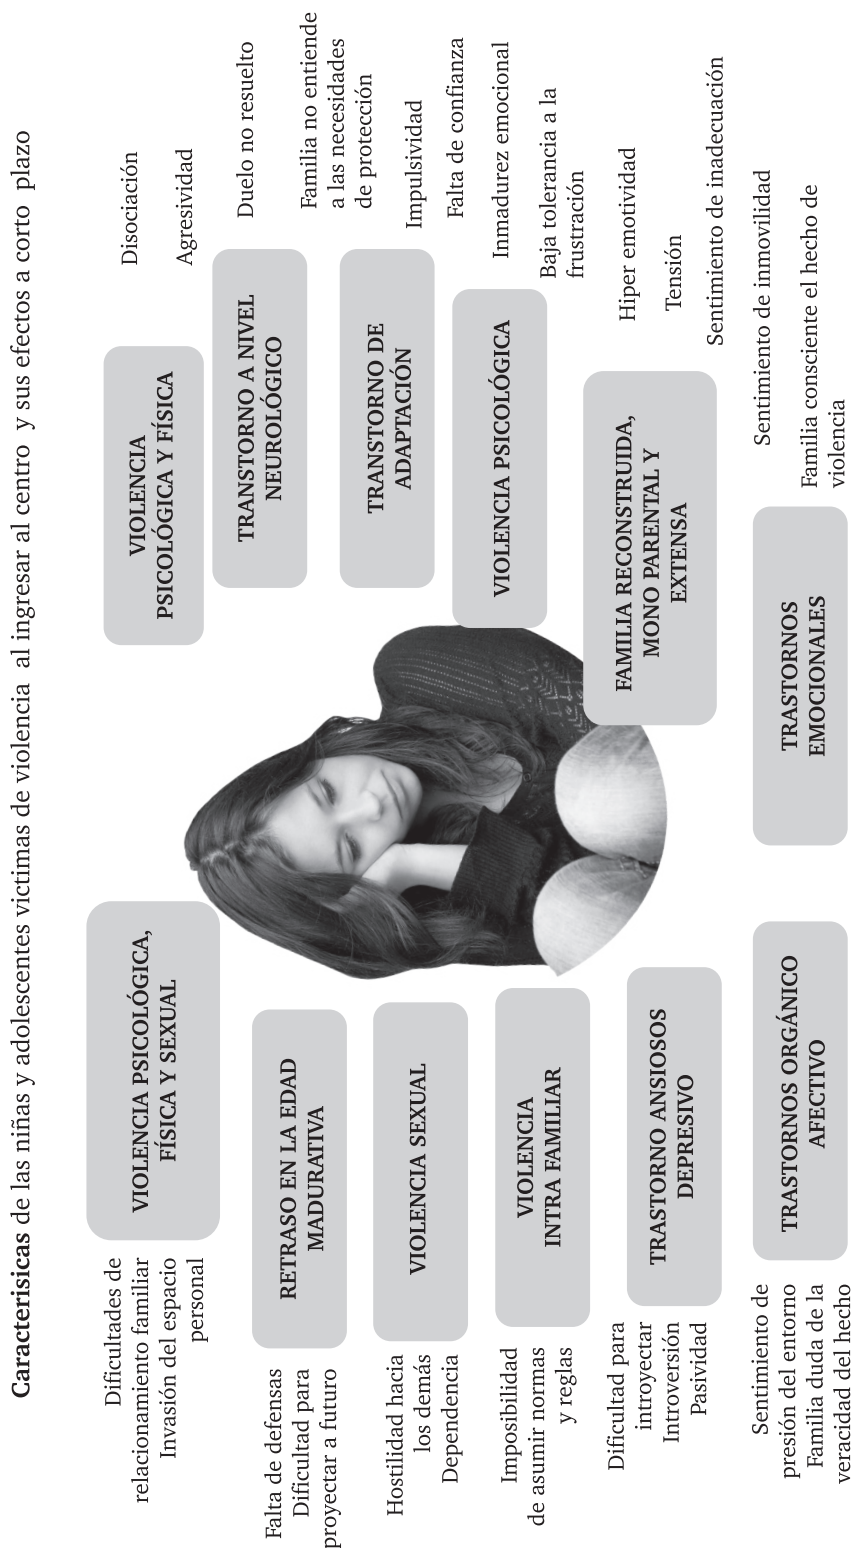 Caracterisicas de las niñas y adolescentes victimas de violencia al ingresar al centro y sus efectos a corto plazo
Dificultades de
relacionamiento familiar
Invasión del espacio
personal
VIOLENCIA PSICOLÓGICA,
FÍSICA Y SEXUAL
Falta de defensas
Dificultad para
proyectar a futuro
RETRASO EN LA EDAD
MADURATIVA
Hostilidad hacia
los demás
Dependencia
VIOLENCIA SEXUAL
Imposibilidad
de asumir normas
y reglas
VIOLENCIA
INTRA FAMILIAR
Dificultad para
introyectar
Introversión
Pasividad
TRASTORNO ANSIOSOS
DEPRESIVO
Sentimiento de
presión del entorno
Familia duda de la
veracidad del hecho
TRASTORNOS ORGÁNICO
AFECTIVO
VIOLENCIA
PSICOLÓGICA Y FÍSICA
Disociación
Agresividad
TRANSTORNO A NIVEL
NEUROLÓGICO
Duelo no resuelto
Familia no entiende
a las necesidades
de protección
TRANSTORNO DE
ADAPTACIÓN
Impulsividad
Falta de confianza
VIOLENCIA PSICOLÓGICA
Inmadurez emocional
Baja tolerancia a la
frustración
FAMILIA RECONSTRUIDA,
MONO PARENTAL Y
EXTENSA
Hiper emotividad
Tensión
Sentimiento de inadecuación
TRASTORNOS
EMOCIONALES
Sentimiento de inmovilidad
Familia consciente el hecho de
violencia